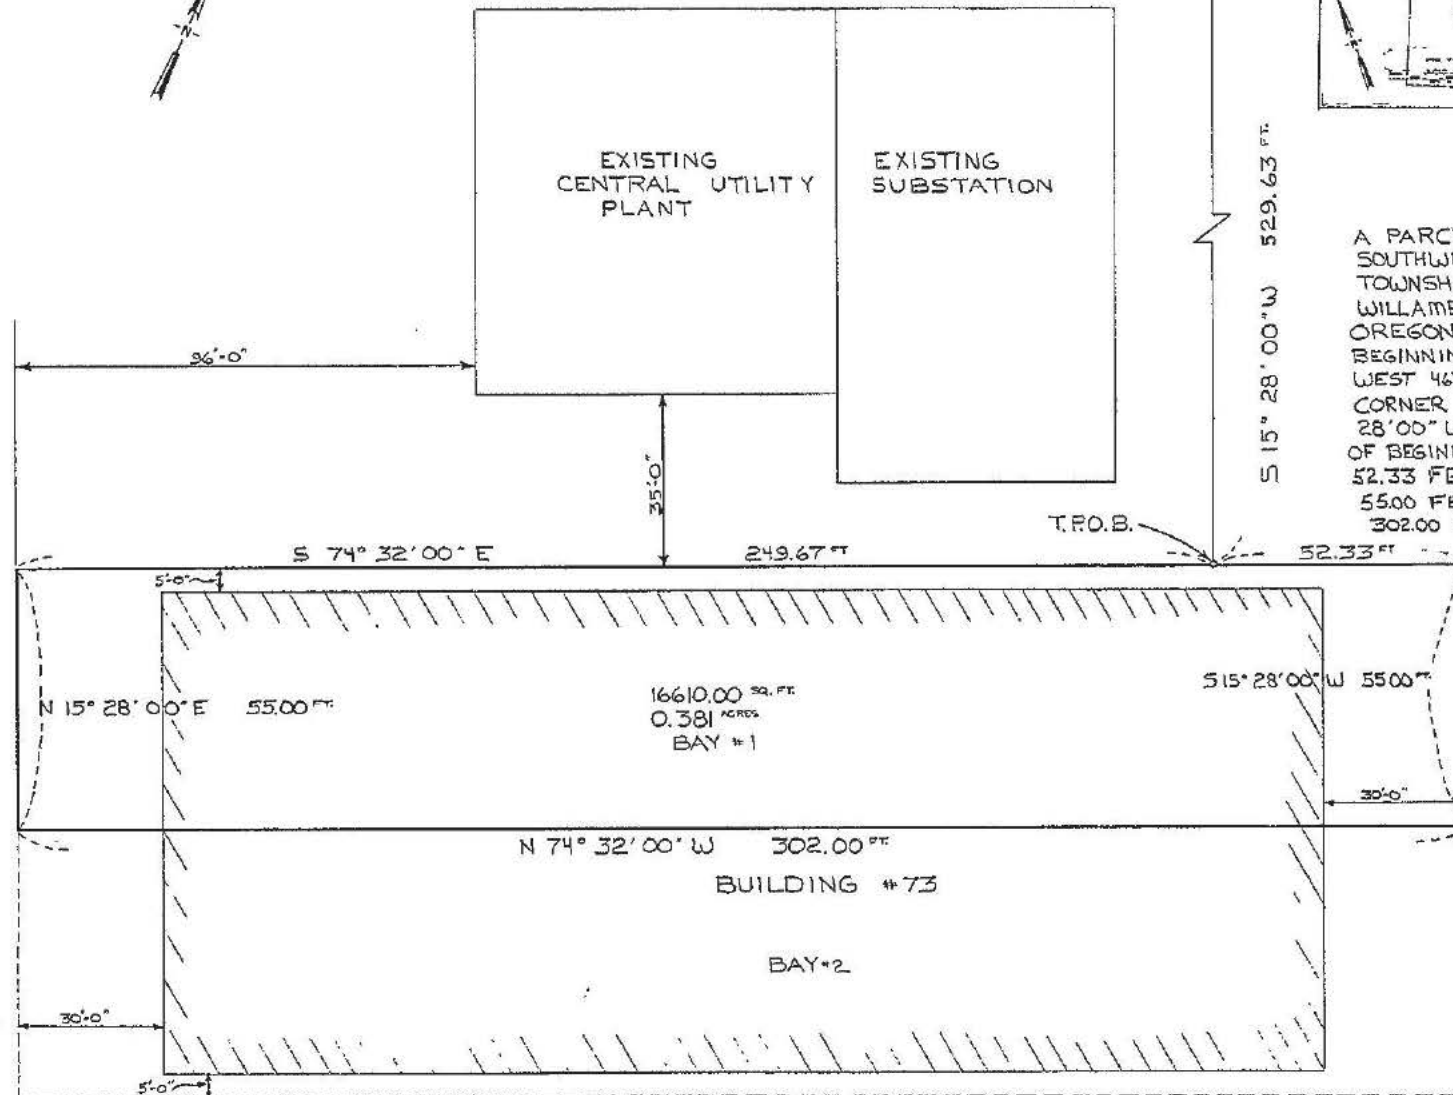 N
EXISTING
CENTRAL UTILITY
PLANT
EXISTING
SUBSTATION
S 15° 28' 00" W 529.63 FT.
A PARC
SOUTHW
TOWNSH
WILLAME
OREGON
BEGINNIN
WEST 46
CORNER
28'00"
OF BEGIN
52.33 FE
55.00 FE
302.00
96'-0"
35'-0"
T.P.O.B.
S 74° 32' 00" E 249.67 FT 52.33 FT
5'-0"
N 15° 28' 00" E 55.00 FT.
16610.00 SQ. FT.
0.381 ACRES
BAY #1
S 15° 28' 00" W 55.00 FT
30'-0"
N 74° 32' 00" W 302.00 FT.
BUILDING #73
BAY #2
30'-0"
5'-0"